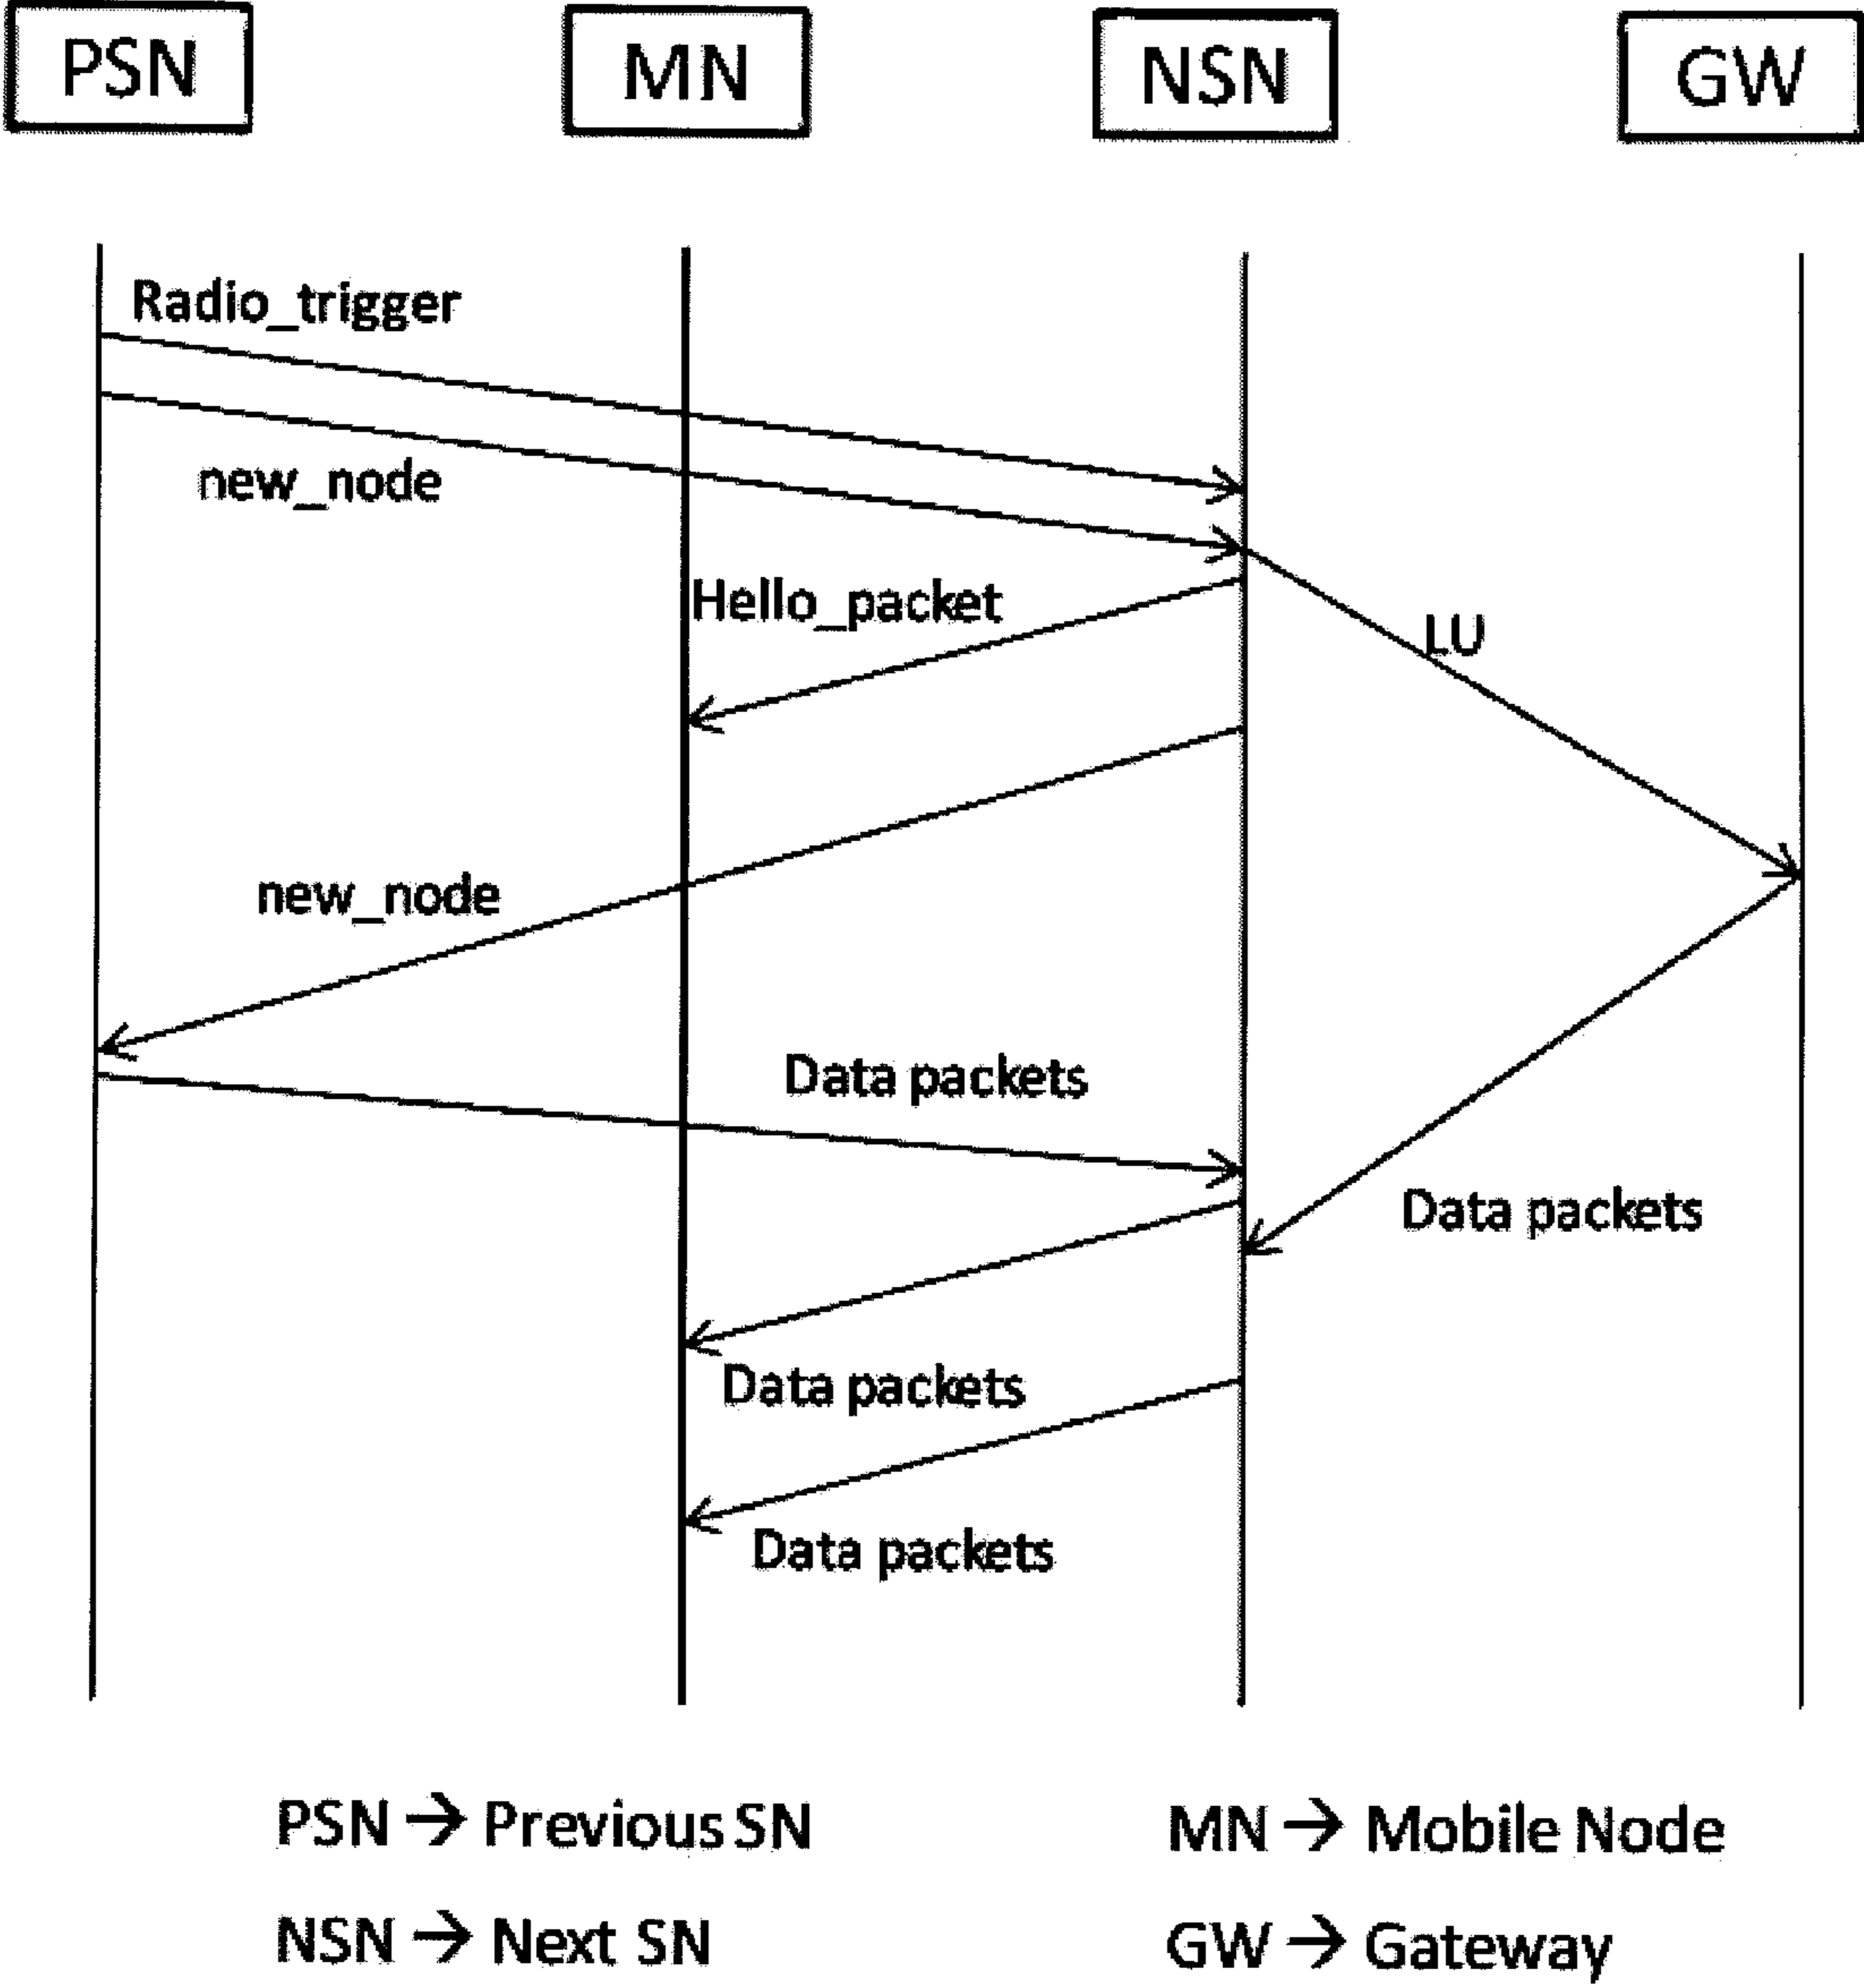 PSN MN NSN GW
Radio_trigger
new_node
Hello_packet
LU
new_node
Data packets
Data packets
Data packets
Data packets
PSN → Previous SN MN → Mobile Node
NSN → Next SN GW → Gateway